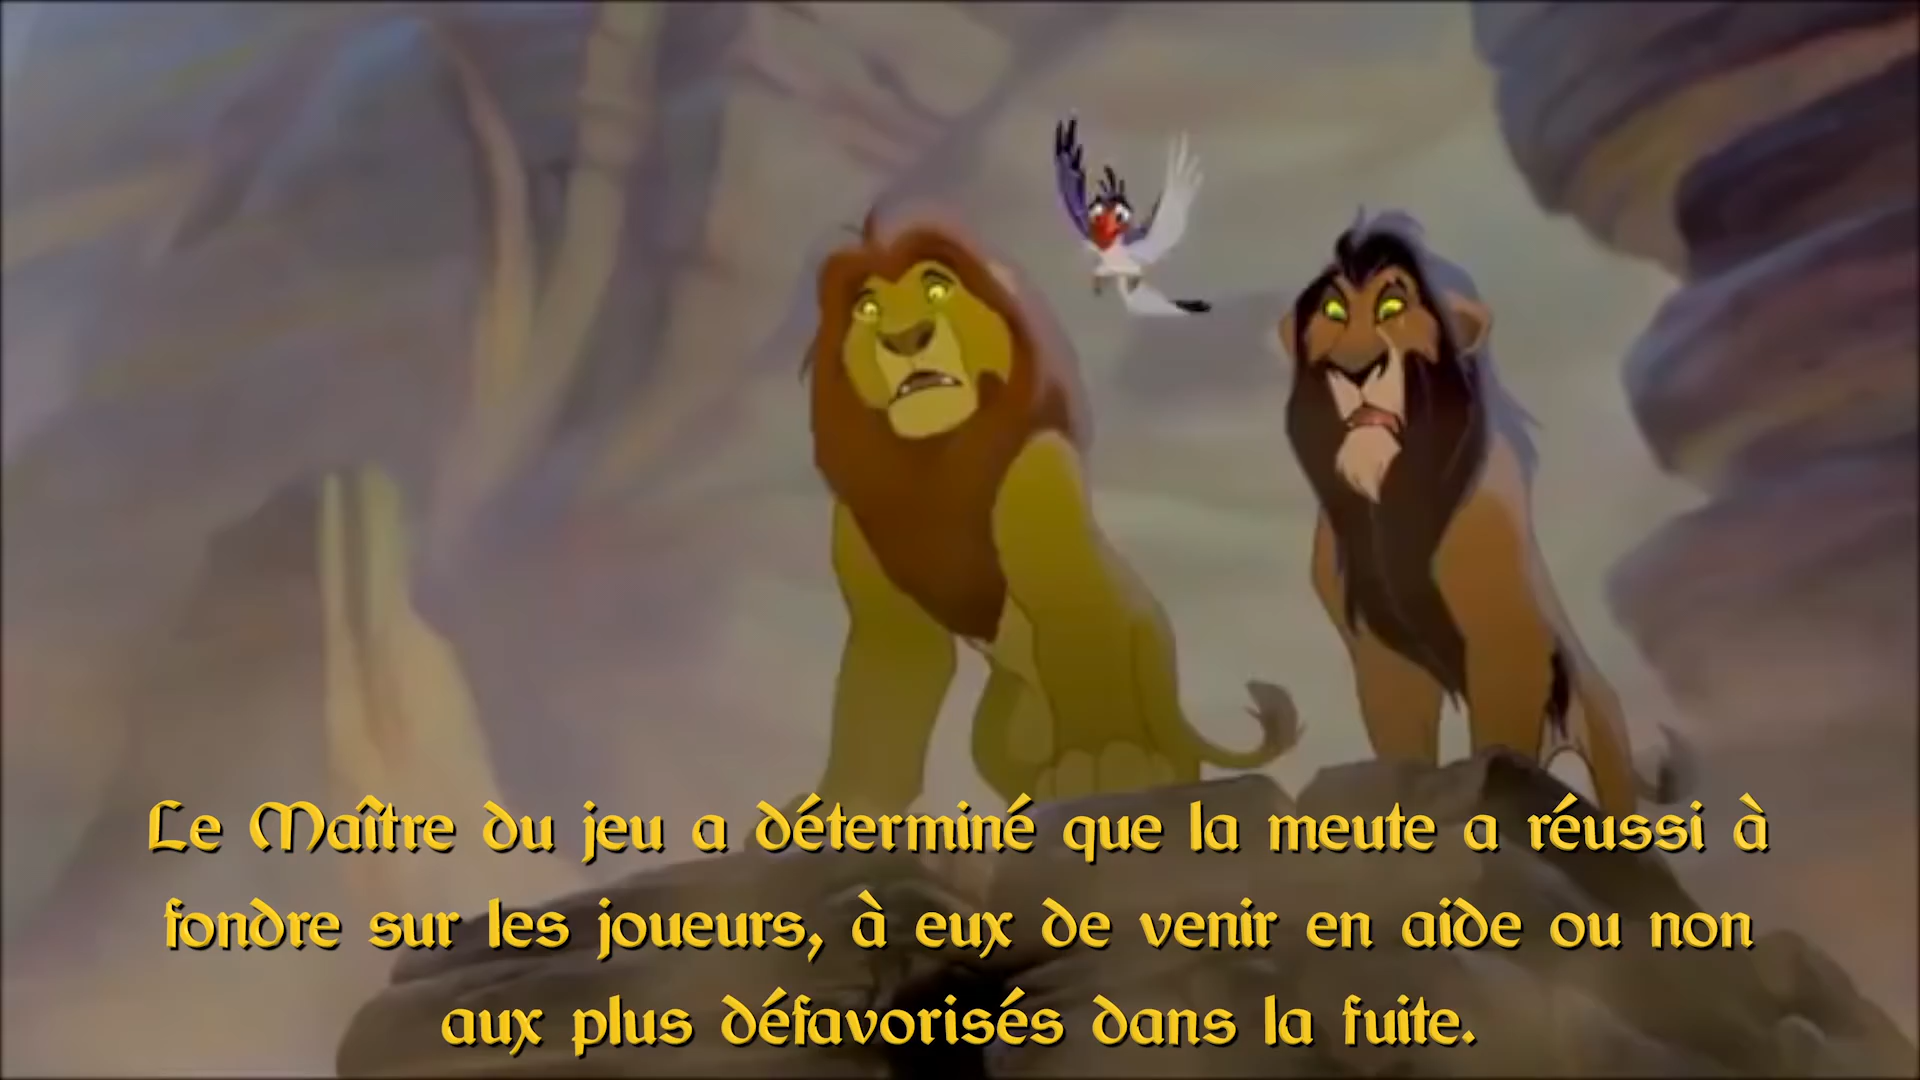 Le Maître du jeu a déterminé que la meute a réussi à
fondre sur les joueurs, à eux de venir en aide ou non
aux plus défavorisés dans la fuite.